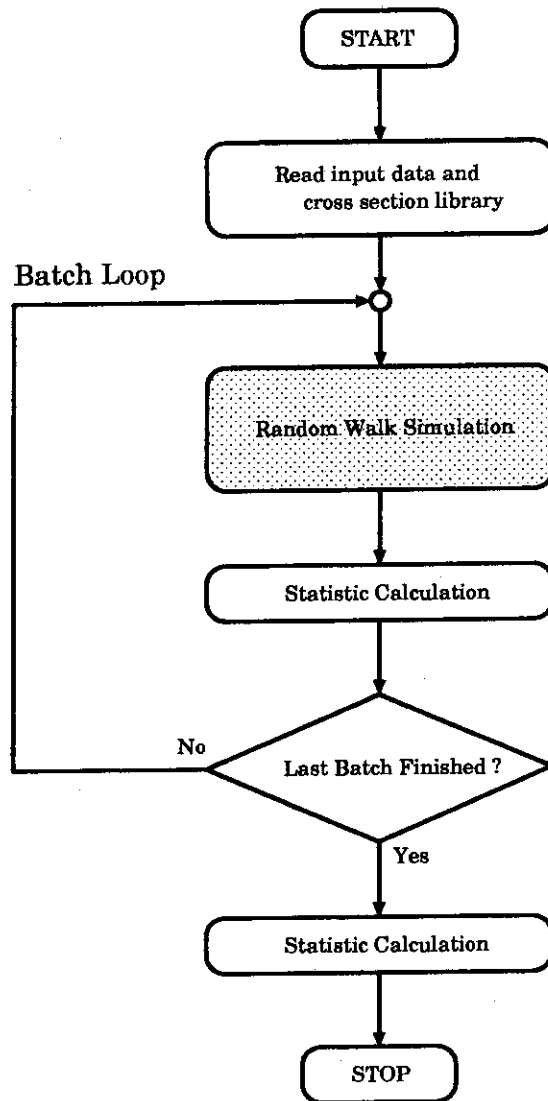 START
Read input data and
cross section library
Batch Loop
Random Walk Simulation
Statistic Calculation
Last Batch Finished ?
No
Yes
Statistic Calculation
STOP